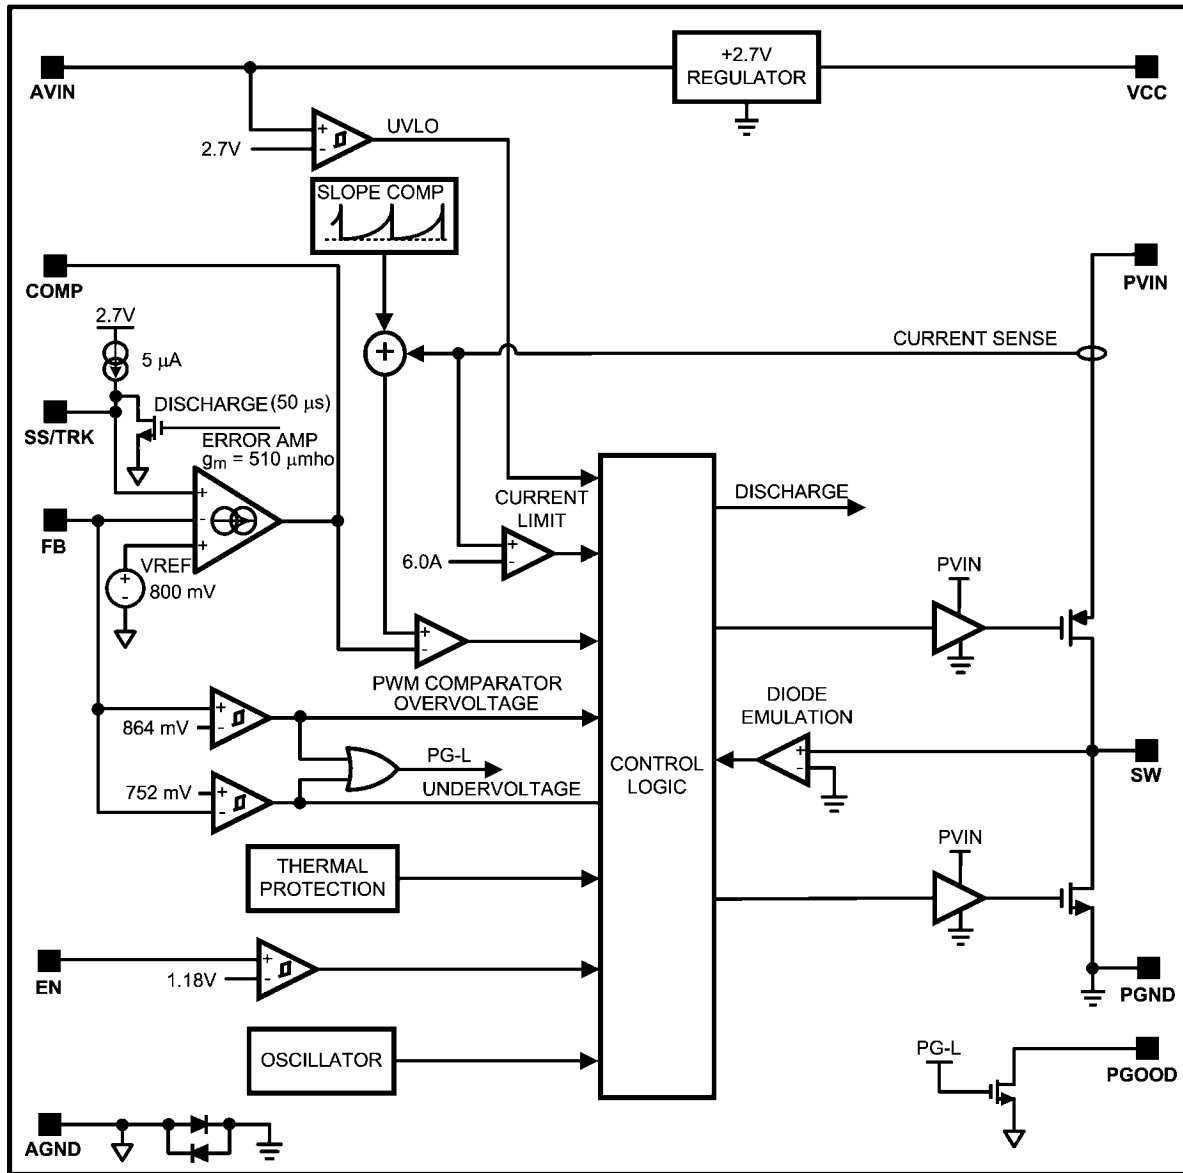 AVIN
+2.7V
REGULATOR
VCC
+
-
UVLO
2.7V
SLOPE COMP
COMP
PVIN
2.7V
5 μA
+
CURRENT SENSE
DISCHARGE (50 μs)
SS/TRK
ERROR AMP
gm = 510 μmho
+
-
+
FB
VREF
800 mV
+
-
CURRENT
LIMIT
6.0A
+
-
DISCHARGE
PVIN
+
-
PWM COMPARATOR
OVERVOLTAGE
864 mV
+
-
PG-L
752 mV
+
-
UNDERVOLTAGE
CONTROL
LOGIC
DIODE
EMULATION
+
-
SW
PVIN
THERMAL
PROTECTION
EN
1.18V
+
-
PGND
OSCILLATOR
PG-L
PGOOD
AGND